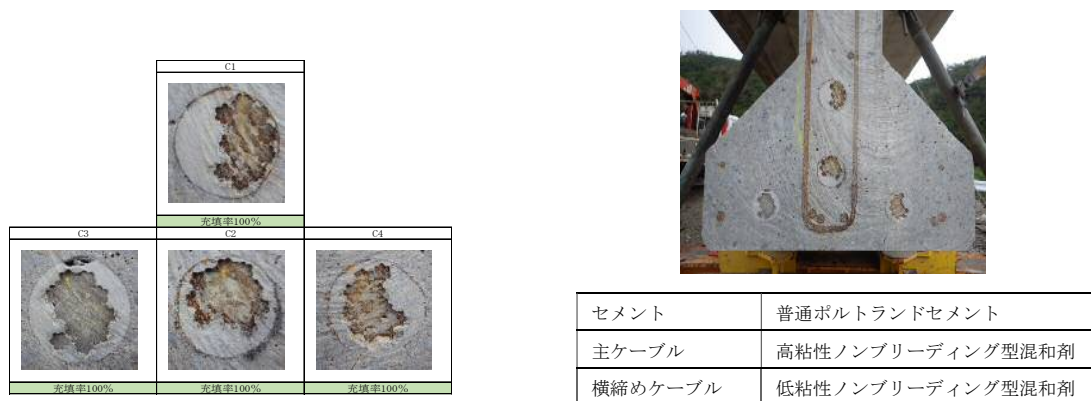 C1
充填率100%
C3
C2
C4
充填率100%
充填率100%
充填率100%
セメント
普通ポルトランドセメント
主ケーブル
高粘性ノンブリーディング型混和剤
横締めケーブル
低粘性ノンブリーディング型混和剤